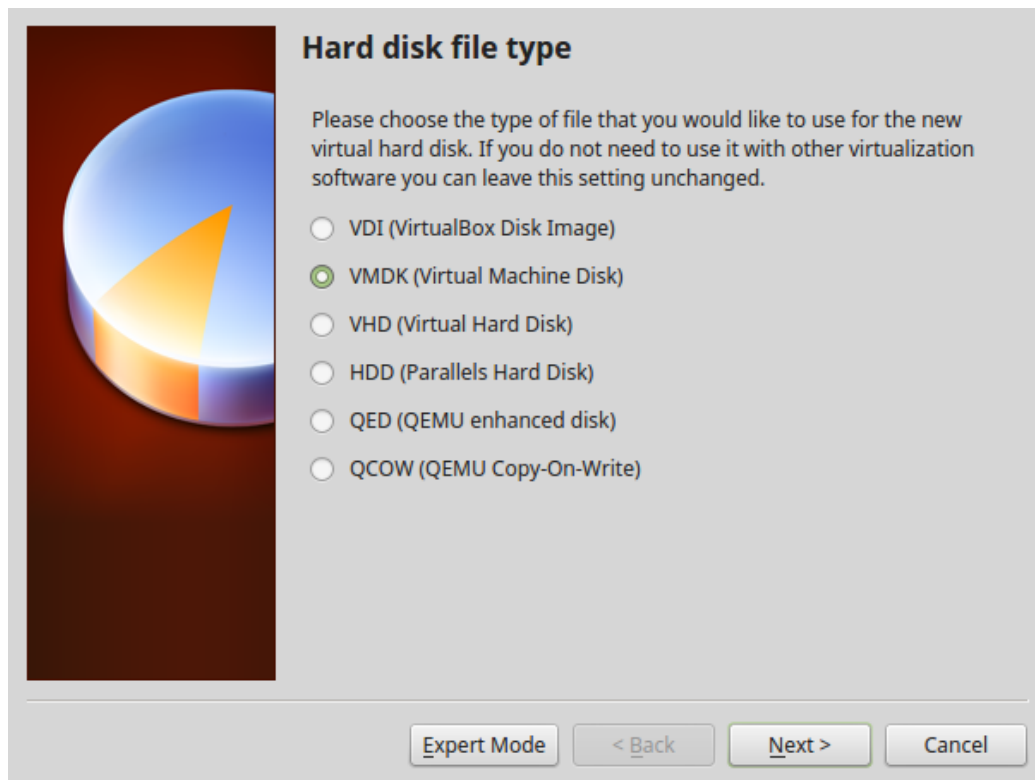 Hard disk file type
Please choose the type of file that you would like to use for the new
virtual hard disk. If you do not need to use it with other virtualization
software you can leave this setting unchanged.
VDI (VirtualBox Disk Image)
VMDK (Virtual Machine Disk)
VHD (Virtual Hard Disk)
HDD (Parallels Hard Disk)
QED (QEMU enhanced disk)
QCOW (QEMU Copy-On-Write)
Expert Mode < Back Next > Cancel